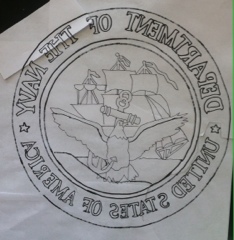 DEPARTMENT OF THE NAVY
UNITED STATES OF AMERICA